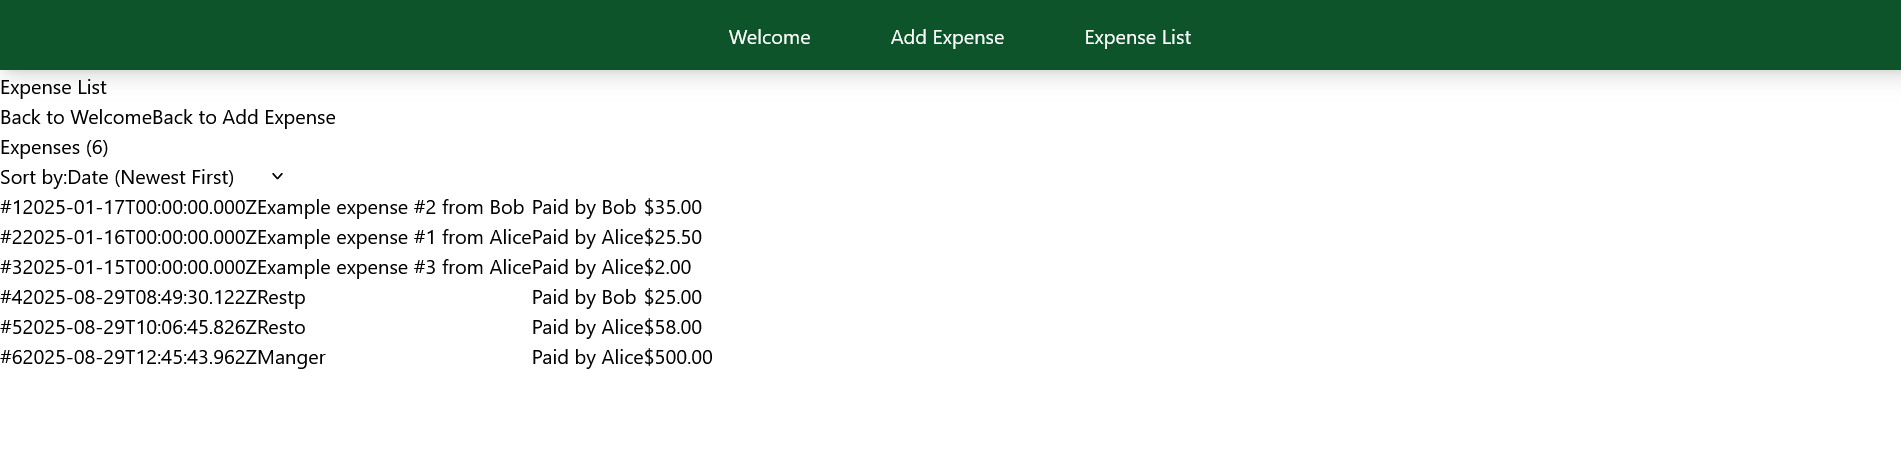 Welcome Add Expense Expense List
Expense List
Back to WelcomeBack to Add Expense
Expenses (6)
Sort by:Date (Newest First)
#12025-01-17T00:00:00.000ZExample expense #2 from Bob Paid by Bob $35.00
#22025-01-16T00:00:00.000ZExample expense #1 from AlicePaid by Alice$25.50
#32025-01-15T00:00:00.000ZExample expense #3 from AlicePaid by Alice$2.00
#42025-08-29T08:49:30.122ZRestp Paid by Bob $25.00
#52025-08-29T10:06:45.826ZResto Paid by Alice$58.00
#62025-08-29T12:45:43.962ZManger Paid by Alice$500.00